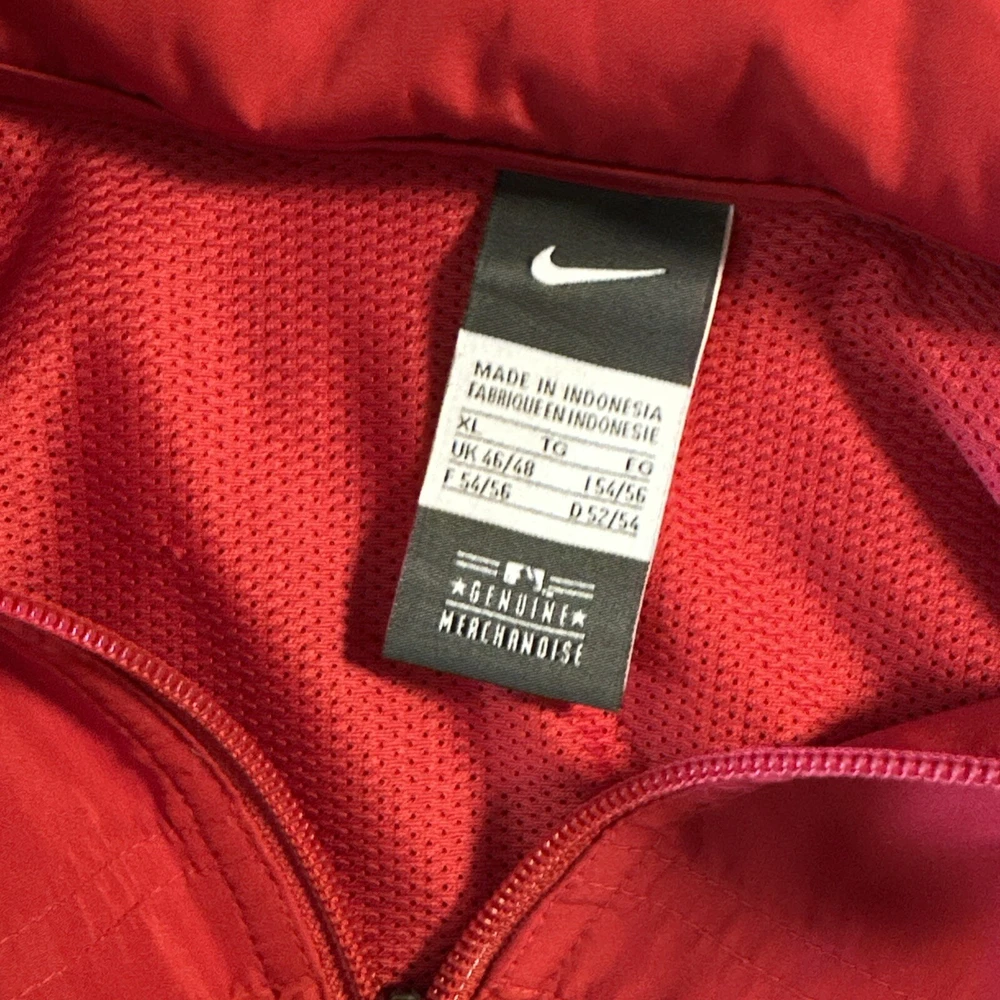 MADE IN INDONESIA
FABRIQUE EN INDONESIE
XL TG EG
UK 46/48 I 54/56
F 54/56 D 52/54
★GENUINE★
MERCHANDISE